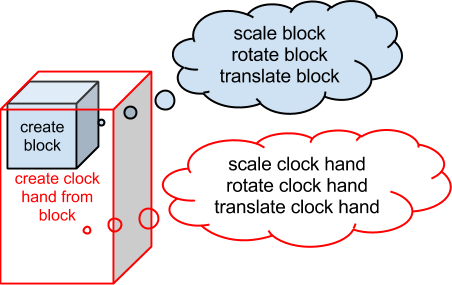 scale block
rotate block
translate block
create
block
create clock
hand from
block
scale clock hand
rotate clock hand
translate clock hand